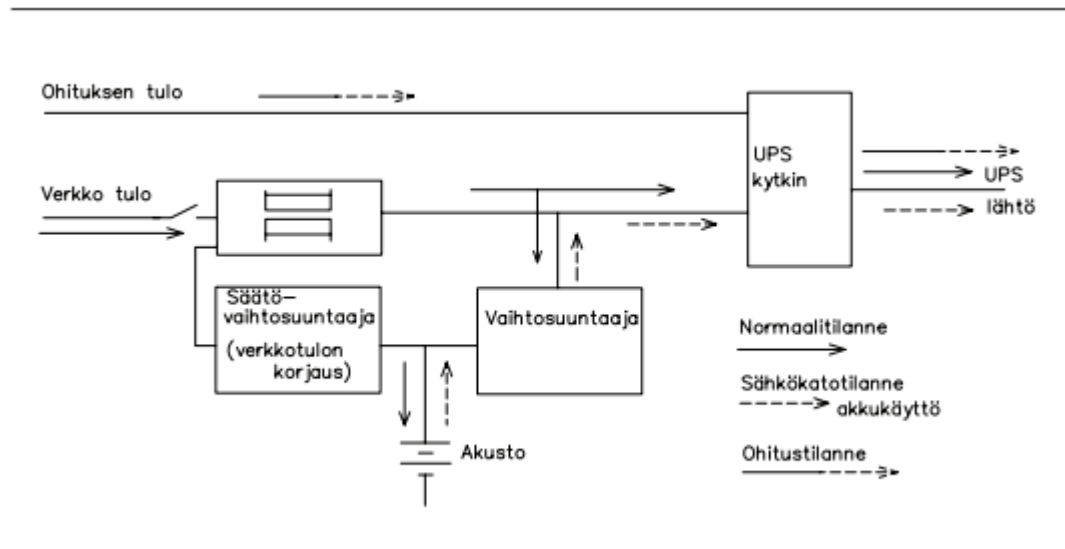 Ohituksen tulo
UPS
kytkin
Verkko tulo
UPS
lähtö
Säätö-
vaihtosuuntaaja
(verkkotulon
korjaus)
Vaihtosuuntaaja
Akusto
Normaalitilanne
Sähkökatotilanne
akkukäyttö
Ohitustilanne